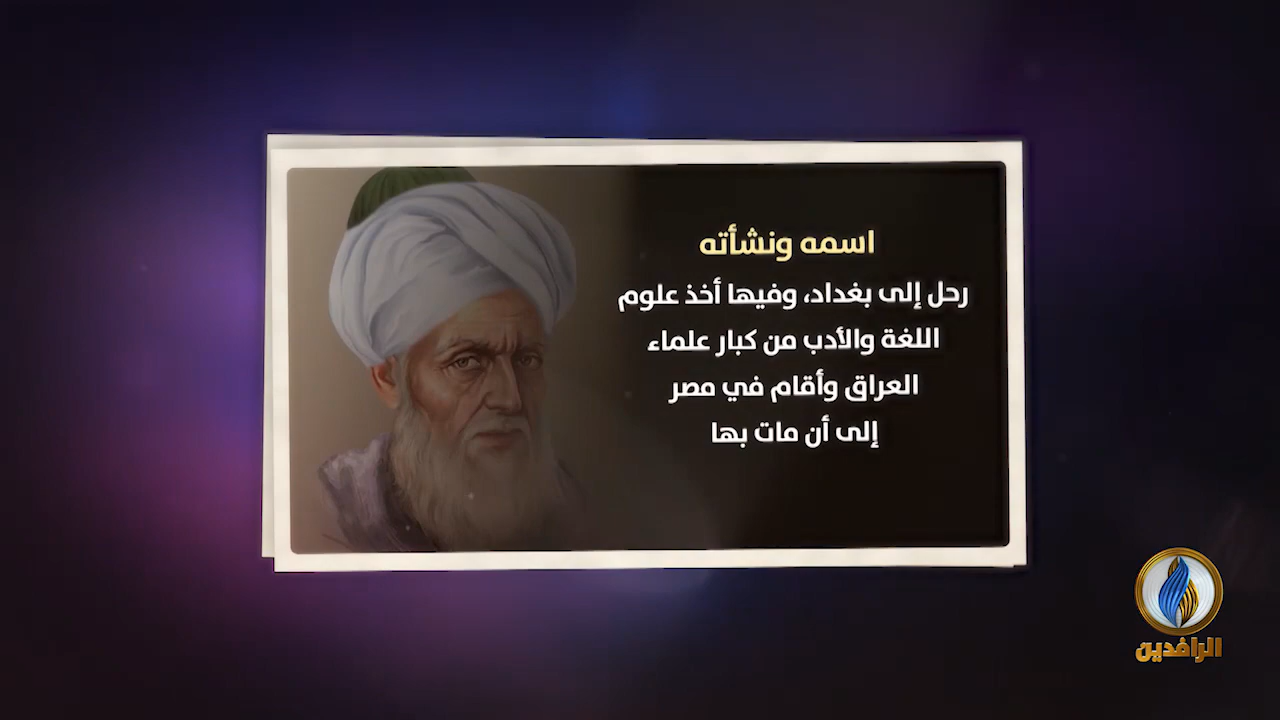 اسمه ونشأته
رحل إلى بغداد، وفيها أخذ علوم
اللغة والأدب من كبار علماء
العراق وأقام في مصر
إلى أن مات بها
الرافدين